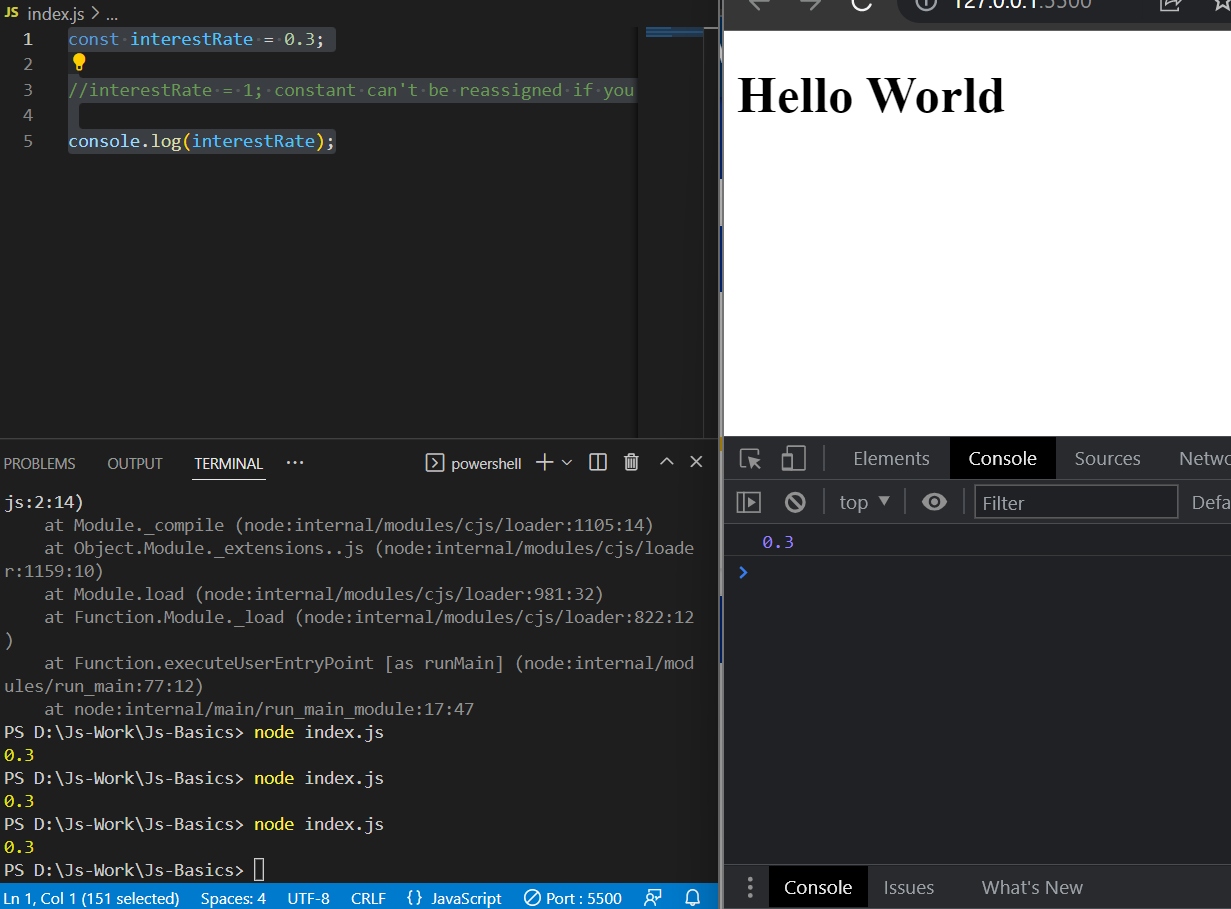 JS index.js > ...
1 const interestRate = 0.3;
2
3 //interestRate = 1; constant can't be reassigned if you
4
5 console.log(interestRate);
PROBLEMS OUTPUT TERMINAL ... powershell
js:2:14)
    at Module._compile (node:internal/modules/cjs/loader:1105:14)
    at Object.Module._extensions..js (node:internal/modules/cjs/loade
r:1159:10)
    at Module.load (node:internal/modules/cjs/loader:981:32)
    at Function.Module._load (node:internal/modules/cjs/loader:822:12
)
    at Function.executeUserEntryPoint [as runMain] (node:internal/mod
ules/run_main:77:12)
    at node:internal/main/run_main_module:17:47
PS D:\Js-Work\Js-Basics> node index.js
0.3
PS D:\Js-Work\Js-Basics> node index.js
0.3
PS D:\Js-Work\Js-Basics> node index.js
0.3
PS D:\Js-Work\Js-Basics>
Ln 1, Col 1 (151 selected) Spaces: 4 UTF-8 CRLF {} JavaScript Port : 5500
127.0.0.1:5500
Hello World
Elements Console Sources Netwo
top Filter Defa
0.3
>
Console Issues What's New